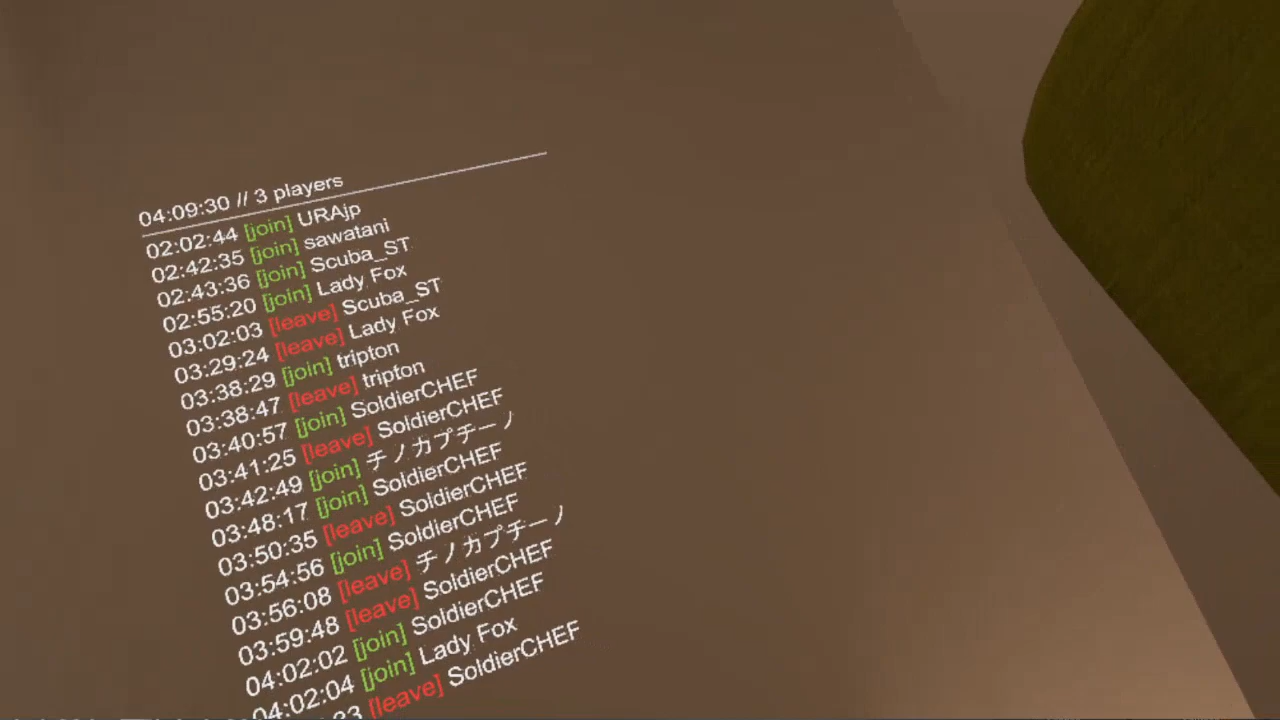 04:09:30 // 3 players
02:02:44 [join] URAjp
02:42:35 [join] sawatani
02:43:36 [join] Scuba_ST
02:55:20 [join] Lady Fox
03:02:03 [leave] Scuba_ST
03:29:24 [leave] Lady Fox
03:38:29 [join] tripton
03:38:47 [leave] tripton
03:40:57 [join] SoldierCHEF
03:41:25 [leave] SoldierCHEF
03:42:49 [join] チノカプチーノ
03:48:17 [join] SoldierCHEF
03:50:35 [leave] SoldierCHEF
03:54:56 [join] SoldierCHEF
03:56:08 [leave] チノカプチーノ
03:59:48 [leave] SoldierCHEF
04:02:02 [join] SoldierCHEF
04:02:04 [join] Lady Fox
[leave] SoldierCHEF